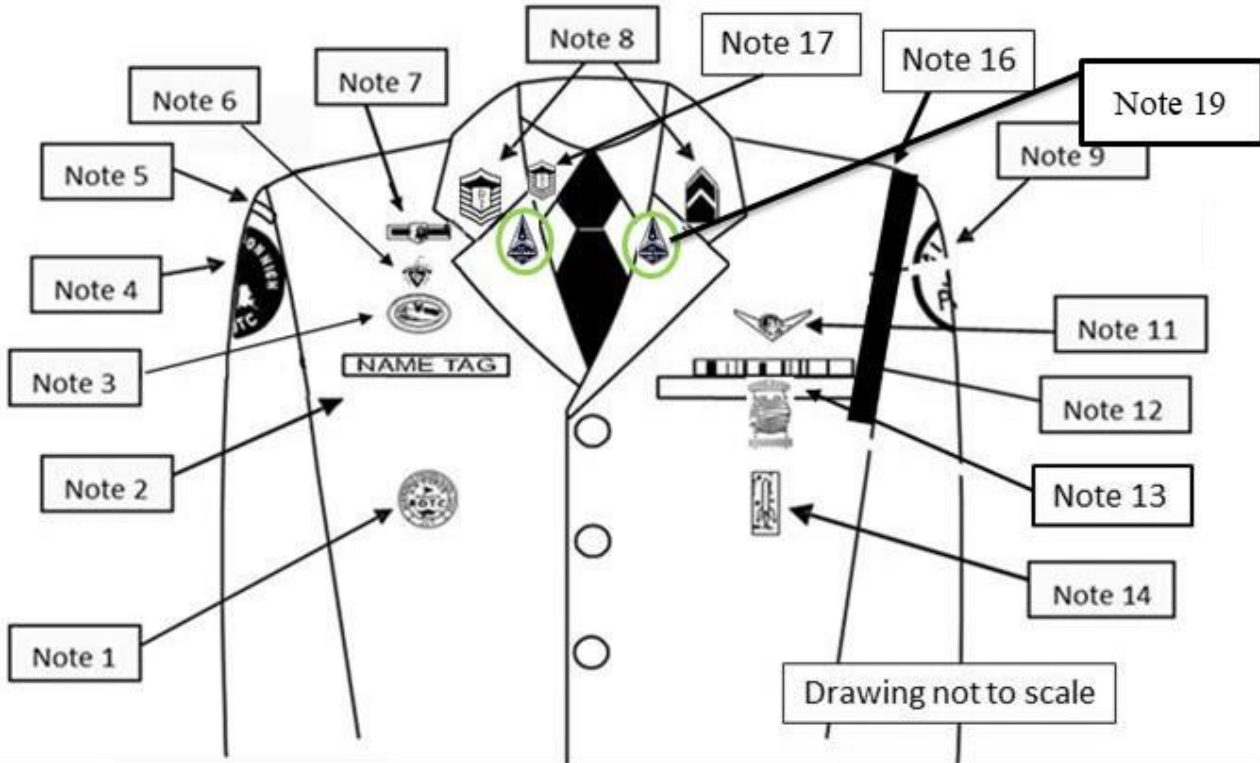 Note 8
Note 17
Note 16
Note 19
Note 7
Note 6
Note 9
Note 5
Note 4
Note 11
Note 3
NAME TAG
Note 12
Note 2
ROTC
Note 13
Note 14
Note 1
Drawing not to scale